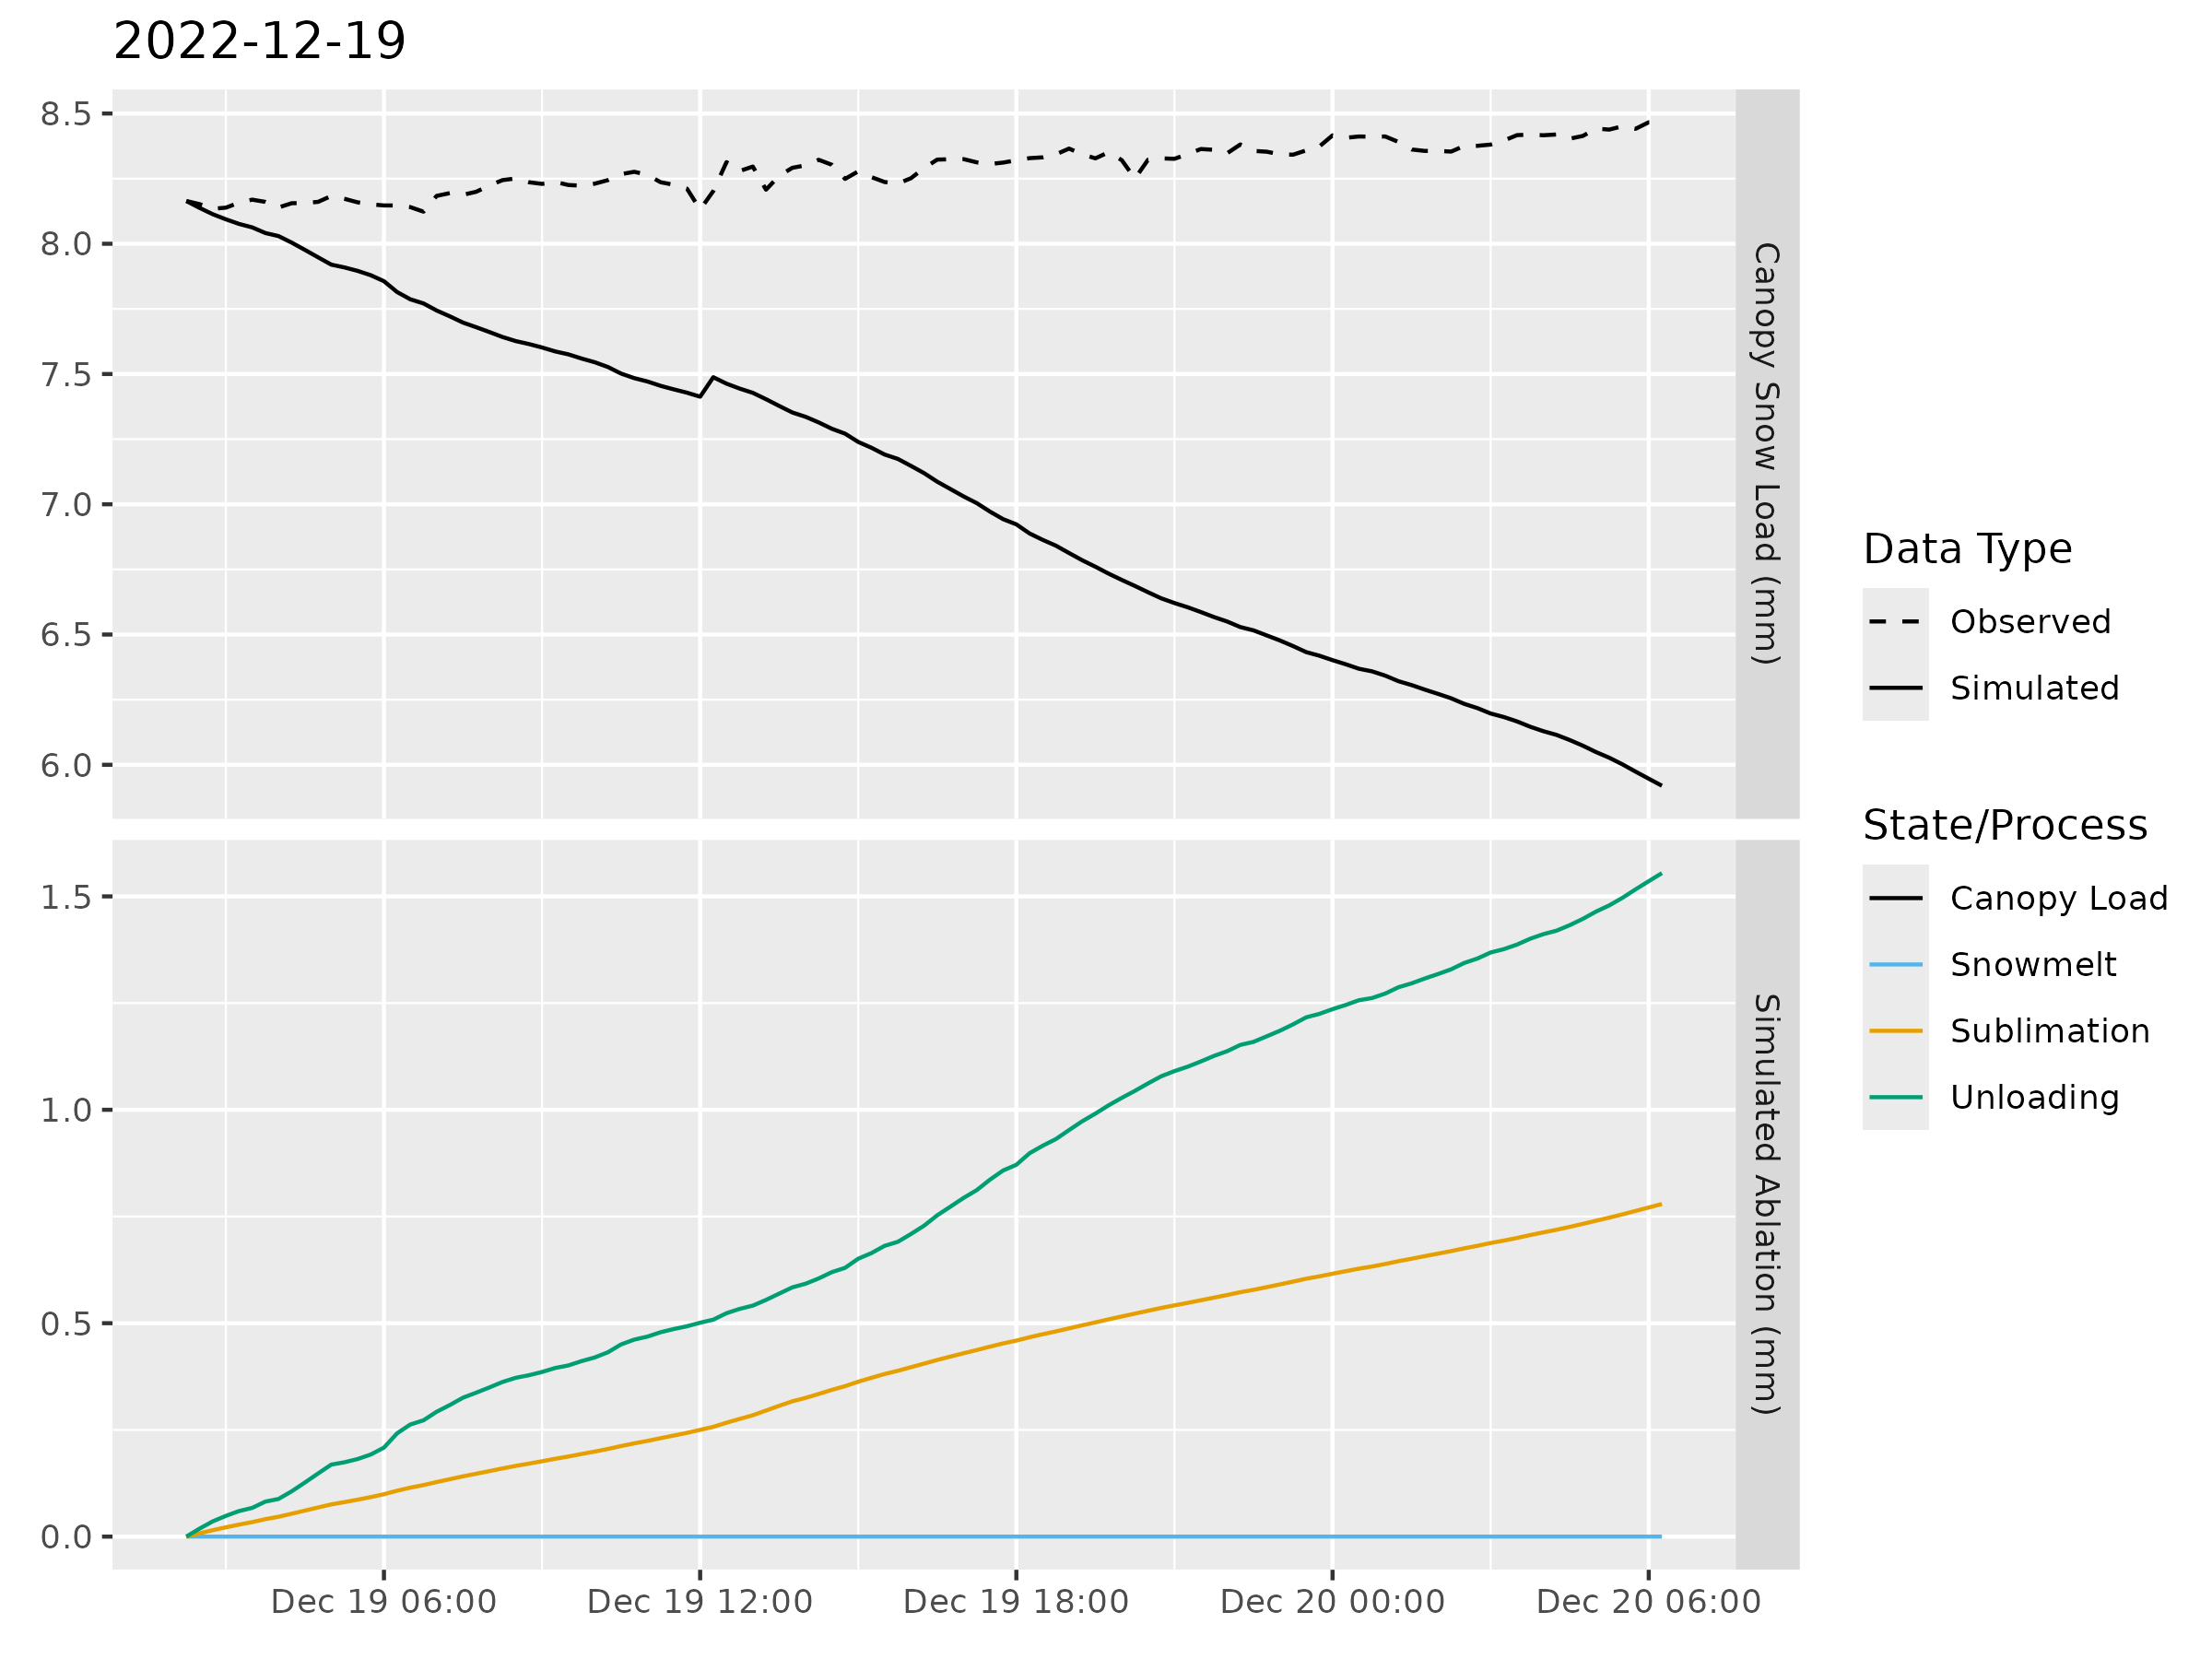 2022-12-19
8.5
8.0
7.5
7.0
6.5
6.0
Canopy Snow Load (mm)
1.5
1.0
0.5
0.0
Simulated Ablation (mm)
Dec 19 06:00
Dec 19 12:00
Dec 19 18:00
Dec 20 00:00
Dec 20 06:00
Data Type
Observed
Simulated
State/Process
Canopy Load
Snowmelt
Sublimation
Unloading